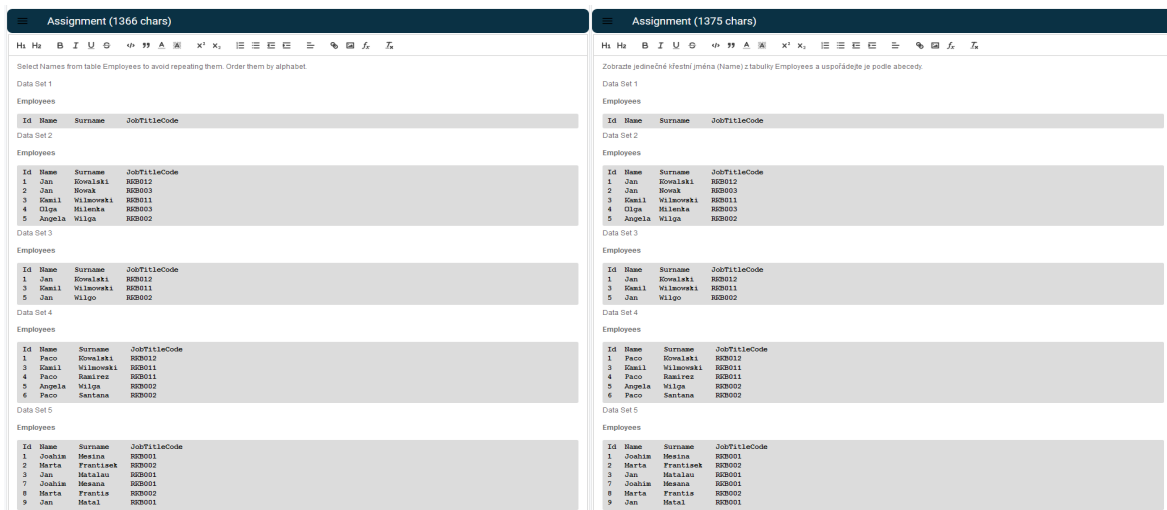 Assignment (1366 chars)
H1 H2 B I U S </> ❞ A A X² X₂ fx Tx
Select Names from table Employees to avoid repeating them. Order them by alphabet
Data Set 1
Employees
Id Name Surname JobTitleCode
Data Set 2
Employees
Id Name Surname JobTitleCode
1 Jan Kowalski RKB012
2 Jan Nowak RKB003
3 Kamil Wilmowski RKB011
4 Olga Milenka RKB003
5 Angela Wilga RKB002
Data Set 3
Employees
Id Name Surname JobTitleCode
1 Jan Kowalski RKB012
3 Kamil Wilmowski RKB011
5 Jan Wilgo RKB002
Data Set 4
Employees
Id Name Surname JobTitleCode
1 Paco Kowalski RKB012
3 Kamil Wilmowski RKB011
4 Paco Ramirez RKB011
5 Angela Wilga RKB002
6 Paco Santana RKB002
Data Set 5
Employees
Id Name Surname JobTitleCode
1 Joahim Mesina RKB001
2 Marta Frantisek RKB002
3 Jan Matalau RKB001
7 Joahim Mesana RKB001
8 Marta Frantis RKB002
9 Jan Matal RKB001
Assignment (1375 chars)
H1 H2 B I U S </> ❞ A A X² X₂ fx Tx
Zobrazte jedinečné křestní jména (Name) z tabulky Employees a uspořádejte je podle abecedy.
Data Set 1
Employees
Id Name Surname JobTitleCode
Data Set 2
Employees
Id Name Surname JobTitleCode
1 Jan Kowalski RKB012
2 Jan Nowak RKB003
3 Kamil Wilmowski RKB011
4 Olga Milenka RKB003
5 Angela Wilga RKB002
Data Set 3
Employees
Id Name Surname JobTitleCode
1 Jan Kowalski RKB012
3 Kamil Wilmowski RKB011
5 Jan Wilgo RKB002
Data Set 4
Employees
Id Name Surname JobTitleCode
1 Paco Kowalski RKB012
3 Kamil Wilmowski RKB011
4 Paco Ramirez RKB011
5 Angela Wilga RKB002
6 Paco Santana RKB002
Data Set 5
Employees
Id Name Surname JobTitleCode
1 Joahim Mesina RKB001
2 Marta Frantisek RKB002
3 Jan Matalau RKB001
7 Joahim Mesana RKB001
8 Marta Frantis RKB002
9 Jan Matal RKB001